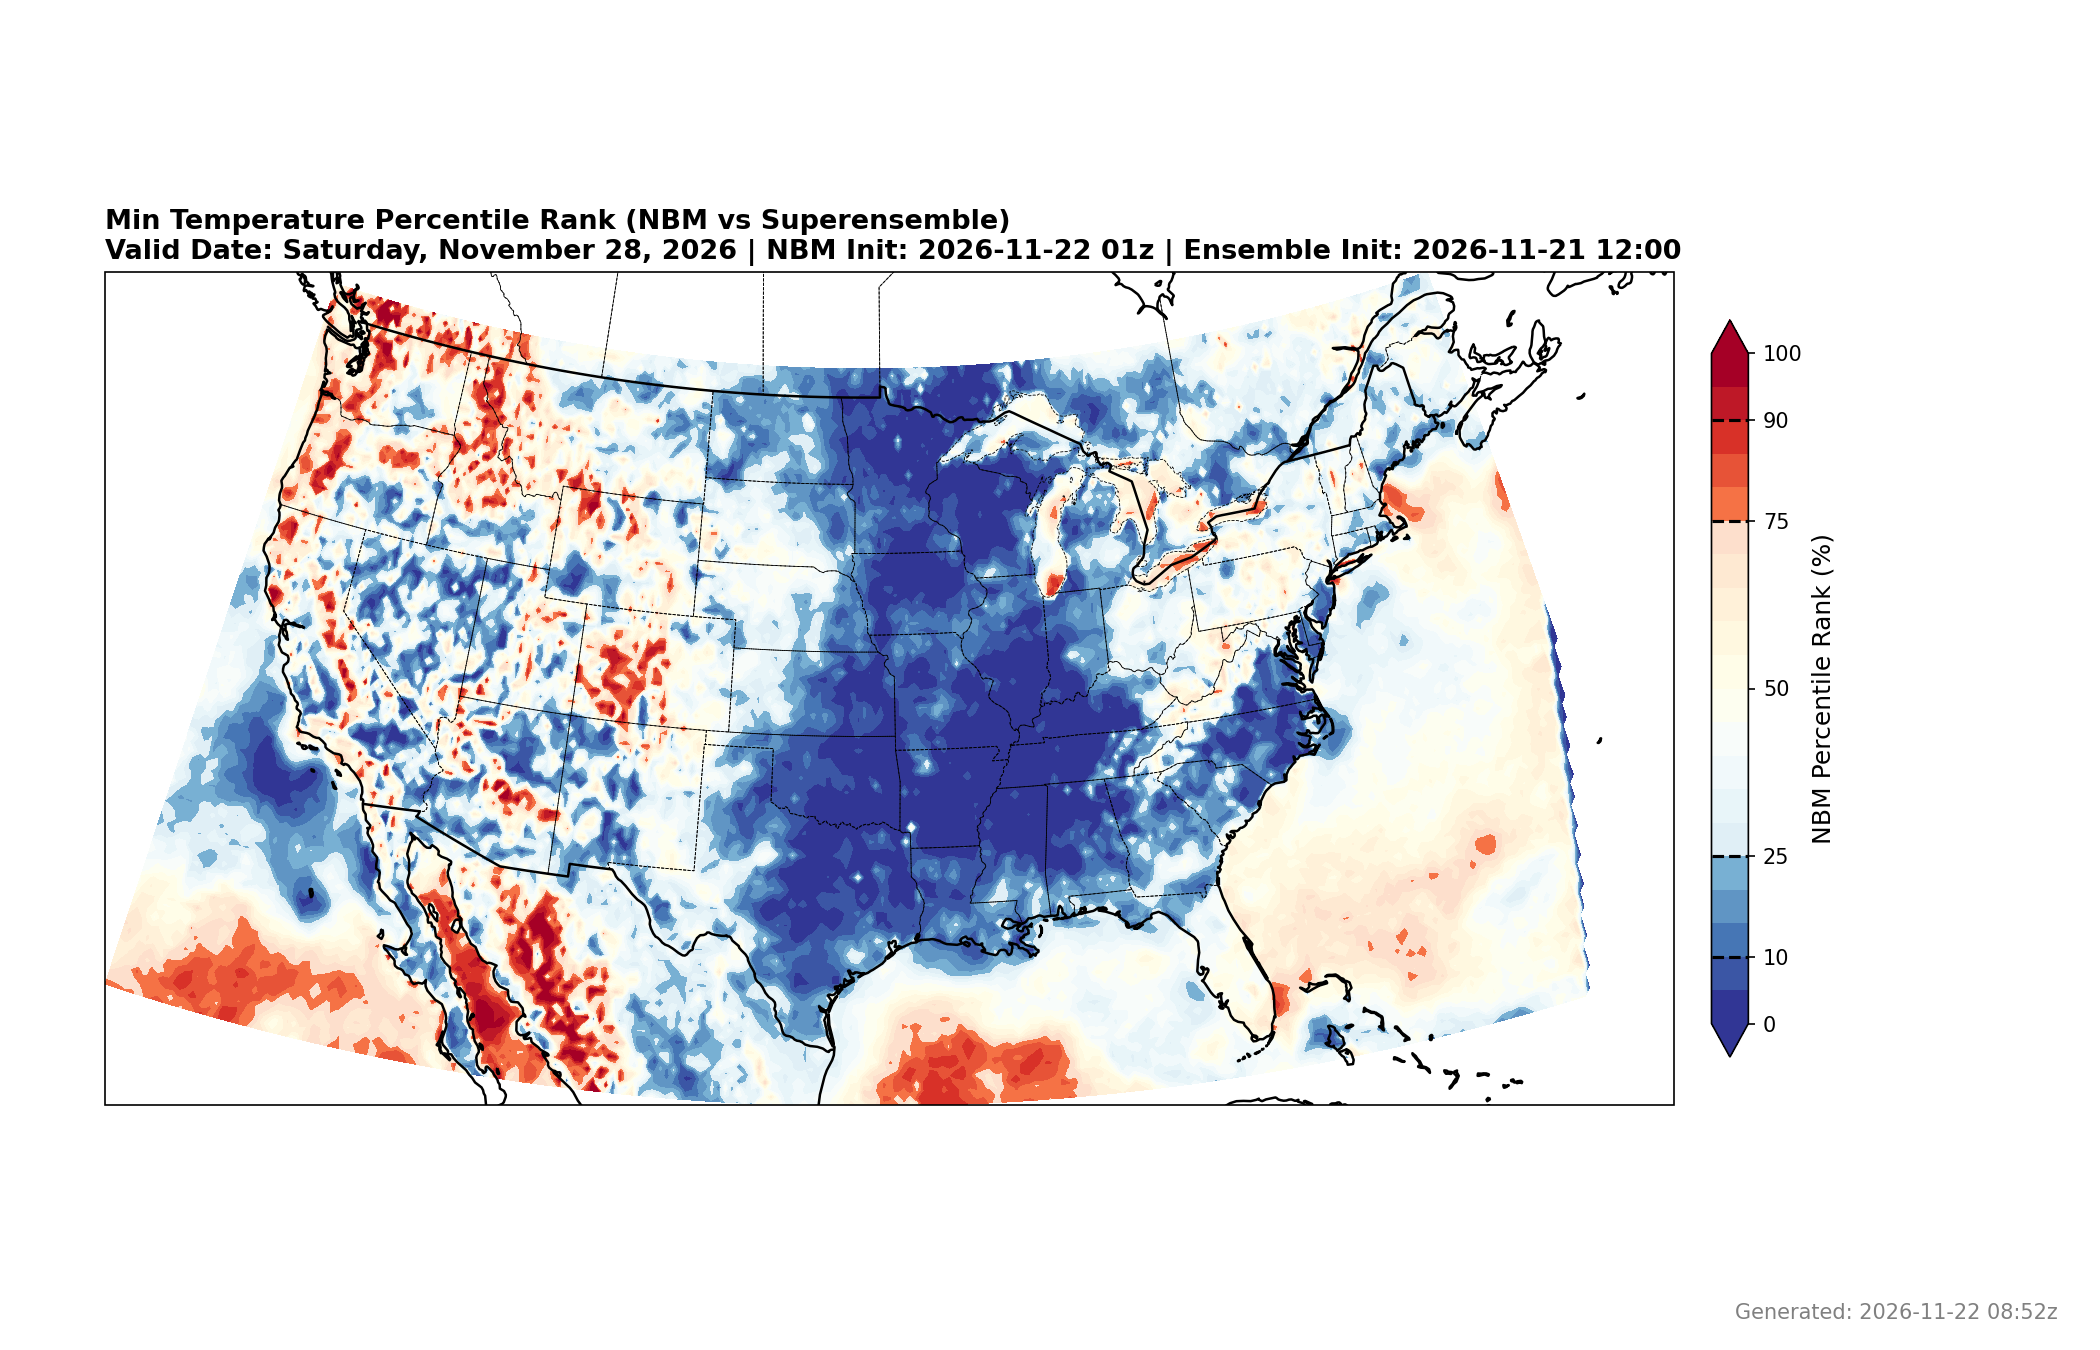 Min Temperature Percentile Rank (NBM vs Superensemble)
Valid Date: Saturday, November 28, 2026 | NBM Init: 2026-11-22 01z | Ensemble Init: 2026-11-21 12:00
100
90
75
50
25
10
0
NBM Percentile Rank (%)
Generated: 2026-11-22 08:52z